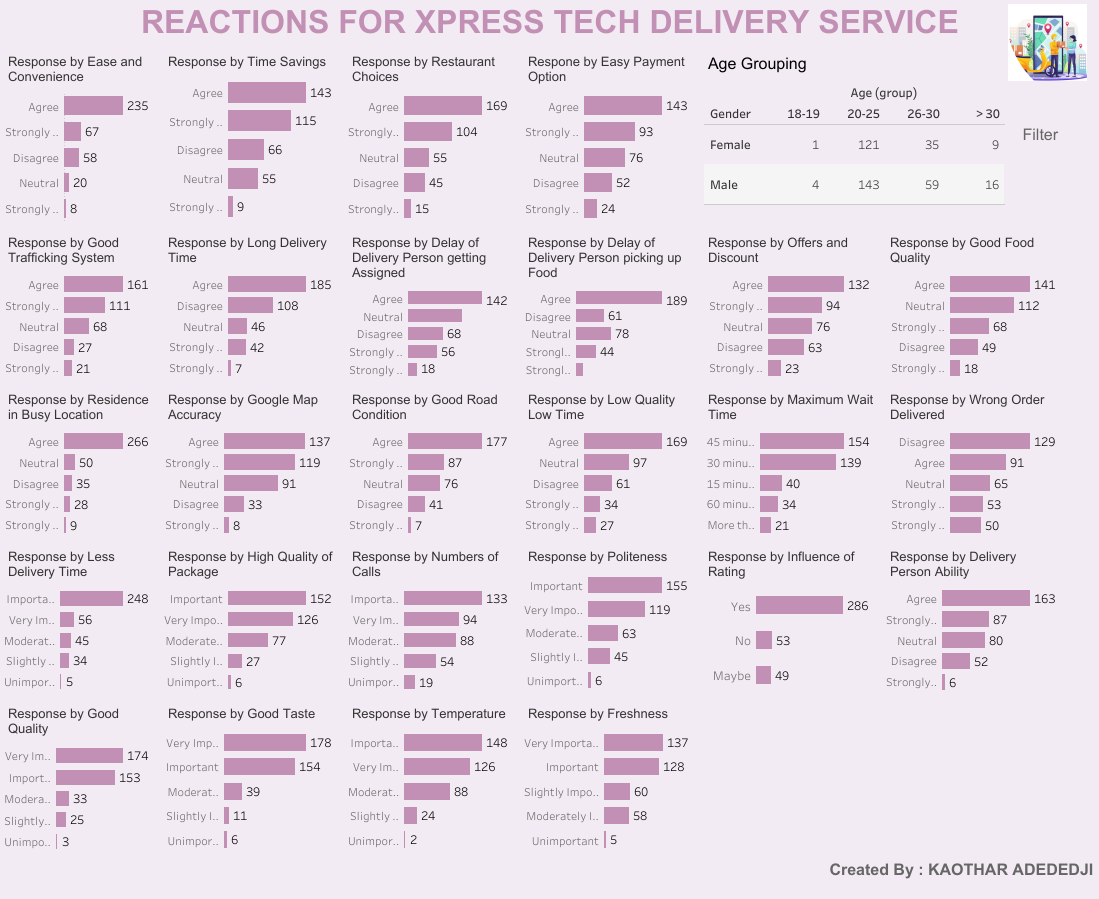 REACTIONS FOR XPRESS TECH DELIVERY SERVICE
Response by Ease and
Convenience
Agree 235
Strongly .. 67
Disagree 58
Neutral 20
Strongly .. 8
Response by Time Savings
Agree 143
Strongly .. 115
Disagree 66
Neutral 55
Strongly .. 9
Response by Restaurant
Choices
Agree 169
Strongly.. 104
Neutral 55
Disagree 45
Strongly.. 15
Response by Easy Payment
Option
Agree 143
Strongly .. 93
Neutral 76
Disagree 52
Strongly .. 24
Age Grouping
Age (group)
Gender 18-19 20-25 26-30 > 30
Female 1 121 35 9
Male 4 143 59 16
Filter
Response by Good
Trafficking System
Agree 161
Strongly .. 111
Neutral 68
Disagree 27
Strongly .. 21
Response by Long Delivery
Time
Agree 185
Disagree 108
Neutral 46
Strongly .. 42
Strongly .. 7
Response by Delay of
Delivery Person getting
Assigned
Agree 142
Neutral
Disagree 68
Strongly .. 56
Strongly .. 18
Response by Delay of
Delivery Person picking up
Food
Agree 189
Disagree 61
Neutral 78
Strongl.. 44
Strongl..
Response by Offers and
Discount
Agree 132
Strongly .. 94
Neutral 76
Disagree 63
Strongly .. 23
Response by Good Food
Quality
Agree 141
Neutral 112
Strongly .. 68
Disagree 49
Strongly .. 18
Response by Residence
in Busy Location
Agree 266
Neutral 50
Disagree 35
Strongly .. 28
Strongly .. 9
Response by Google Map
Accuracy
Agree 137
Strongly .. 119
Neutral 91
Disagree 33
Strongly .. 8
Response by Good Road
Condition
Agree 177
Strongly .. 87
Neutral 76
Disagree 41
Strongly .. 7
Response by Low Quality
Low Time
Agree 169
Neutral 97
Disagree 61
Strongly .. 34
Strongly .. 27
Response by Maximum Wait
Time
45 minu.. 154
30 minu.. 139
15 minu.. 40
60 minu.. 34
More th.. 21
Response by Wrong Order
Delivered
Disagree 129
Agree 91
Neutral 65
Strongly .. 53
Strongly .. 50
Response by Less
Delivery Time
Importa.. 248
Very Im.. 56
Moderat.. 45
Slightly .. 34
Unimpor.. 5
Response by High Quality of
Package
Important 152
Very Impo.. 126
Moderate.. 77
Slightly I.. 27
Unimport.. 6
Response by Numbers of
Calls
Importa.. 133
Very Im.. 94
Moderat.. 88
Slightly .. 54
Unimpor.. 19
Response by Politeness
Important 155
Very Impo.. 119
Moderate.. 63
Slightly I.. 45
Unimport.. 6
Response by Influence of
Rating
Yes 286
No 53
Maybe 49
Response by Delivery
Person Ability
Agree 163
Strongly.. 87
Neutral 80
Disagree 52
Strongly.. 6
Response by Good
Quality
Very Im.. 174
Import.. 153
Modera.. 33
Slightly.. 25
Unimpo.. 3
Response by Good Taste
Very Imp.. 178
Important 154
Moderat.. 39
Slightly I.. 11
Unimpor.. 6
Response by Temperature
Importa.. 148
Very Im.. 126
Moderat.. 88
Slightly .. 24
Unimpor.. 2
Response by Freshness
Very Importa.. 137
Important 128
Slightly Impo.. 60
Moderately I.. 58
Unimportant 5
Created By : KAOTHAR ADEDEDJI